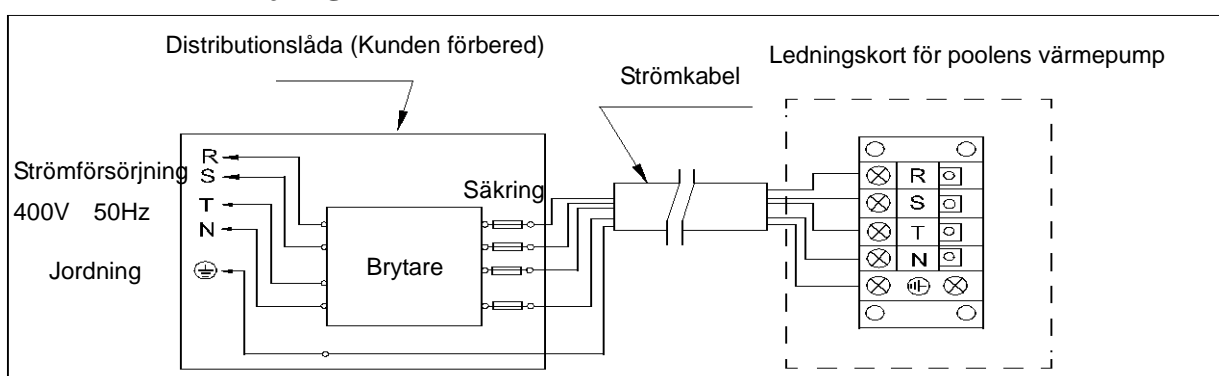 Distributionslåda (Kunden förbered)
Ledningskort för poolens värmepump
Strömkabel
Strömförsörjning
400V 50Hz
Jordning
R
S
T
N
Säkring
Brytare
R
S
T
N